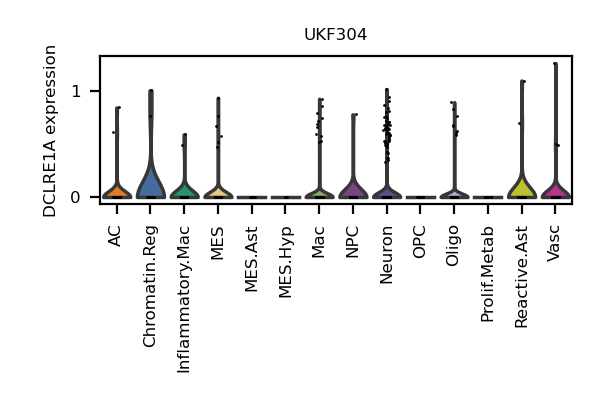 UKF304
DCLRE1A expression
1
0
AC
Chromatin.Reg
Inflammatory.Mac
MES
MES.Ast
MES.Hyp
Mac
NPC
Neuron
OPC
Oligo
Prolif.Metab
Reactive.Ast
Vasc